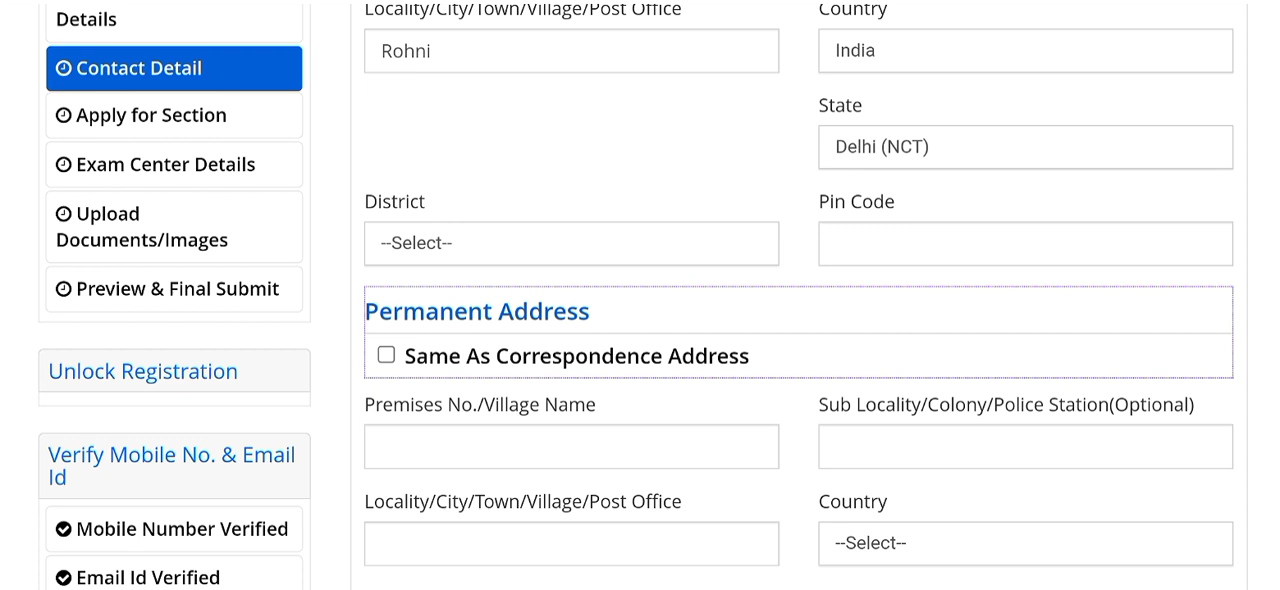 Details
Contact Detail
Apply for Section
Exam Center Details
Upload
Documents/Images
Preview & Final Submit
Unlock Registration
Verify Mobile No. & Email
Id
Mobile Number Verified
Email Id Verified
Locality/City/Town/Village/Post Office
Country
Rohni
India
State
Delhi (NCT)
District
Pin Code
--Select--
Permanent Address
Same As Correspondence Address
Premises No./Village Name
Sub Locality/Colony/Police Station(Optional)
Locality/City/Town/Village/Post Office
Country
--Select--